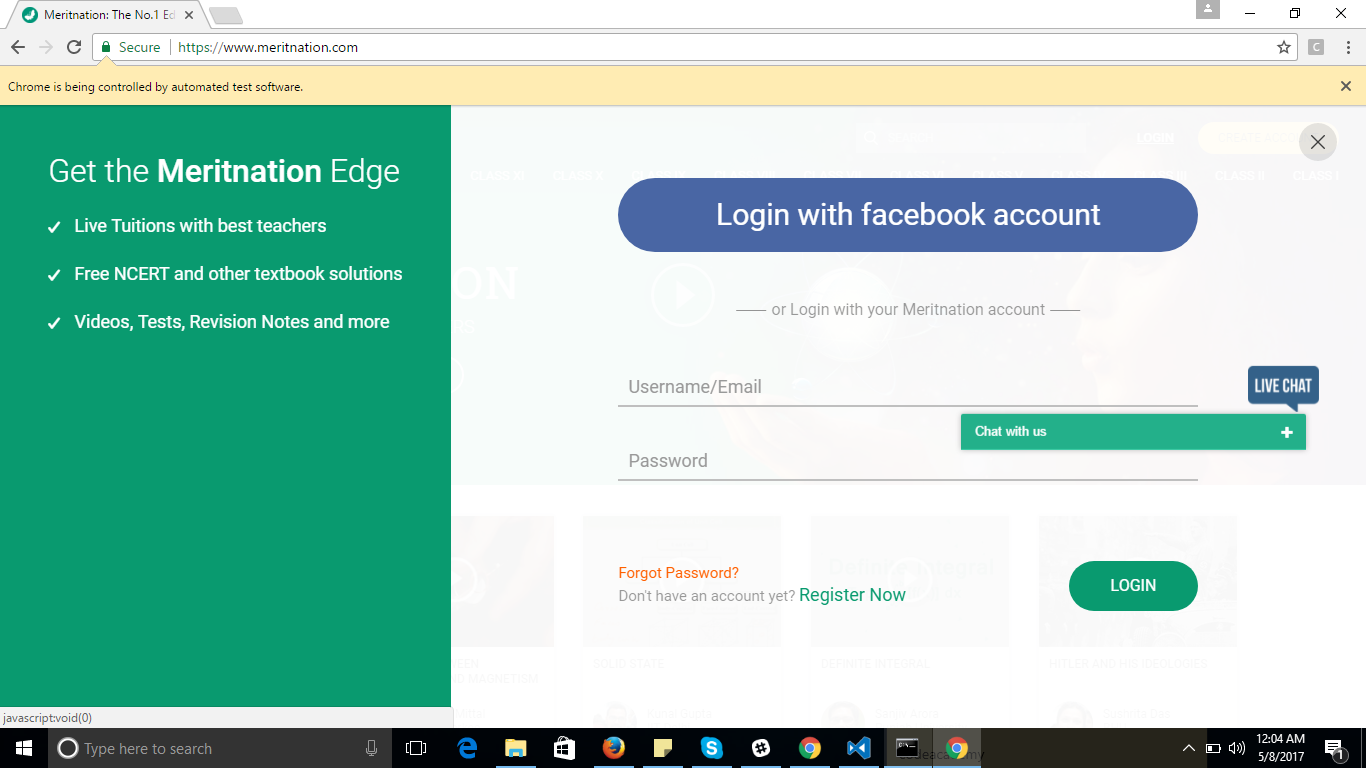 Meritnation: The No.1 Ed
Secure
https://www.meritnation.com
C
Chrome is being controlled by automated test software.
Get the Meritnation Edge
Live Tuitions with best teachers
Free NCERT and other textbook solutions
Videos, Tests, Revision Notes and more
LOGIN
CLASS XI
CLASS X
CLASS II
CLASS I
Login with facebook account
or Login with your Meritnation account
Username/Email
LIVE CHAT
Chat with us
Password
Forgot Password?
Don't have an account yet? Register Now
LOGIN
SOLID STATE
DEFINITE INTEGRAL
HITLER AND HIS IDEOLOGIES
javascript:void(0)
Type here to search
12:04 AM
5/8/2017
1